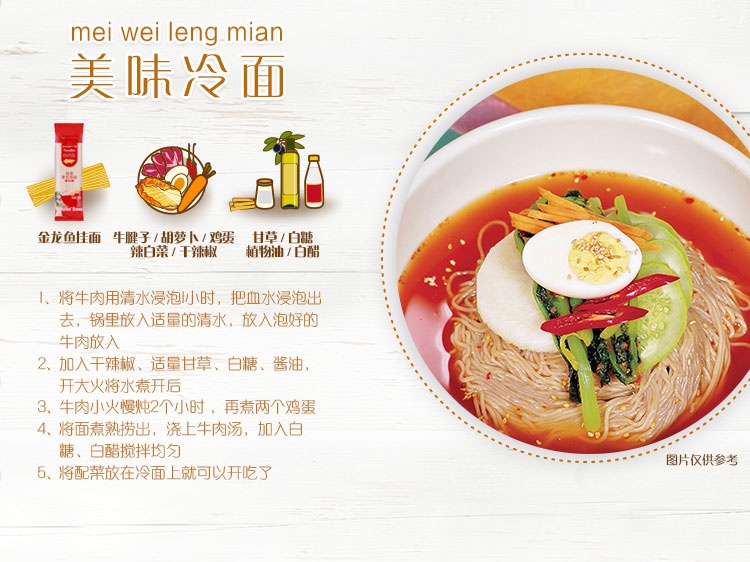 mei wei leng mian
美味冷面
金龙鱼挂面
牛腱子/胡萝卜/鸡蛋
辣白菜/干辣椒
甘草/白糖
植物油/白醋
1、将牛肉用清水浸泡1小时，把血水浸泡出
去，锅里放入适量的清水，放入泡好的
牛肉放入
2、加入干辣椒、适量甘草、白糖、酱油，
开大火将水煮开后
3、牛肉小火慢炖2个小时 ，再煮两个鸡蛋
4、将面煮熟捞出，浇上牛肉汤，加入白
糖、白醋搅拌均匀
5、将配菜放在冷面上就可以开吃了
图片仅供参考